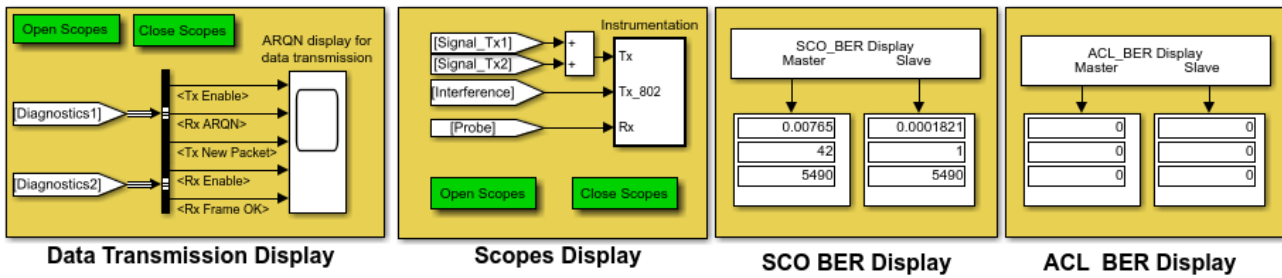 Open Scopes
Close Scopes
ARQN display for
data transmission
[Diagnostics1]
[Diagnostics2]
<Tx Enable>
<Rx ARQN>
<Tx New Packet>
<Rx Enable>
<Rx Frame OK>
Data Transmission Display
Instrumentation
[Signal_Tx1]
[Signal_Tx2]
[Interference]
[Probe]
+
+
Tx
Tx_802
Rx
Open Scopes
Close Scopes
Scopes Display
SCO_BER Display
Master Slave
0.00765 0.0001821
42 1
5490 5490
SCO BER Display
ACL_BER Display
Master Slave
0 0
0 0
0 0
ACL BER Display